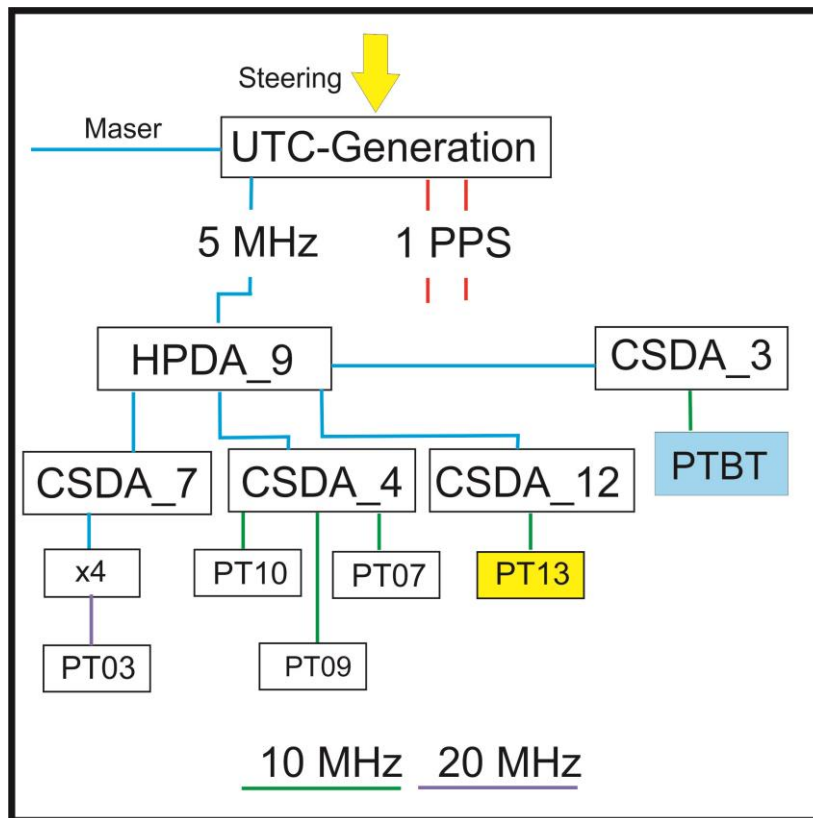 Steering
Maser
UTC-Generation
5 MHz 1 PPS
HPDA_9 CSDA_3
CSDA_7 CSDA_4 CSDA_12 PTBT
x4 PT10 PT07 PT13
PT03 PT09
10 MHz 20 MHz